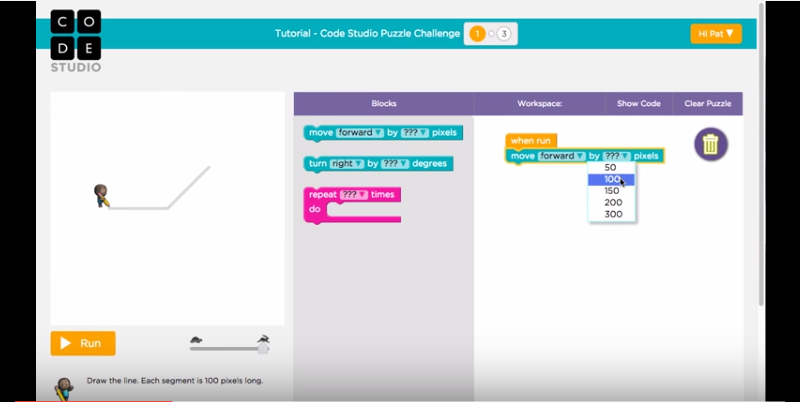 C O
D E
STUDIO
Tutorial - Code Studio Puzzle Challenge
1 3
Hi Pat ▼
Blocks
Workspace:
Show Code
Clear Puzzle
move forward ▼ by ??? ▼ pixels
turn right ▼ by ??? ▼ degrees
repeat ??? ▼ times
do
when run
move forward ▼ by ??? ▼ pixels
50
100
150
200
300
Run
Draw the line. Each segment is 100 pixels long.